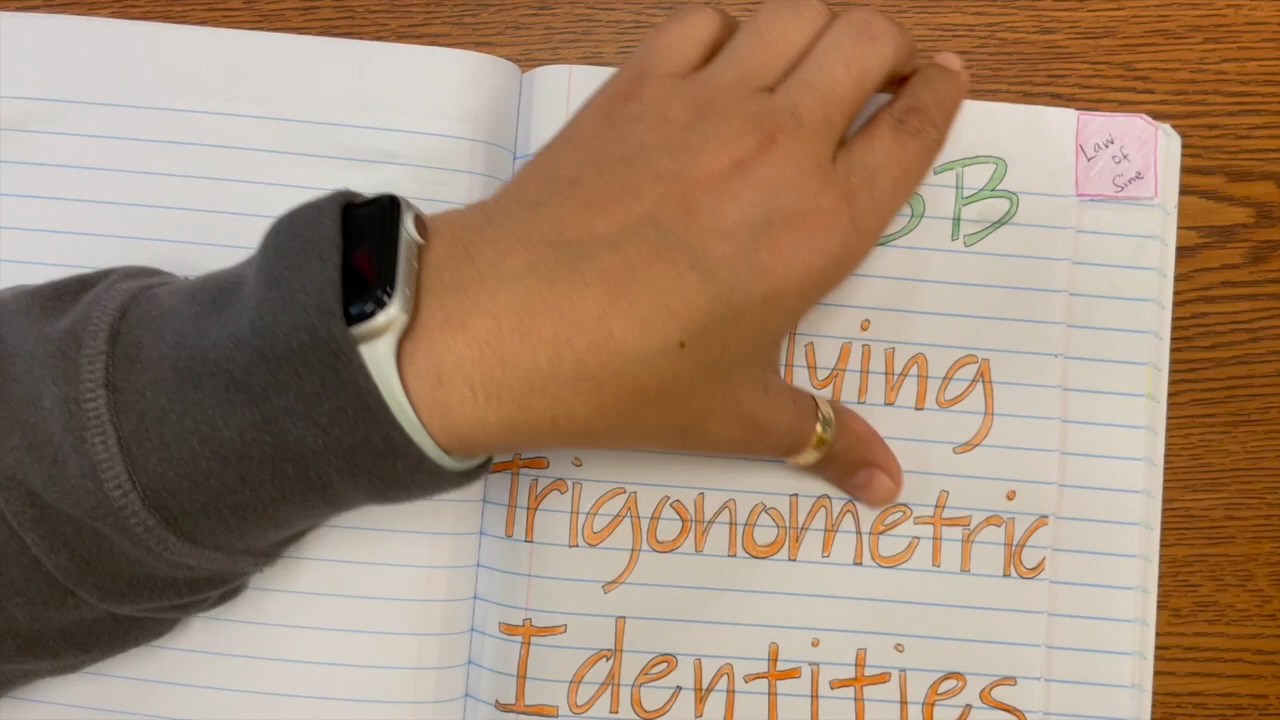 B
Law
of
Sine
lying
Trigonometric
Identities